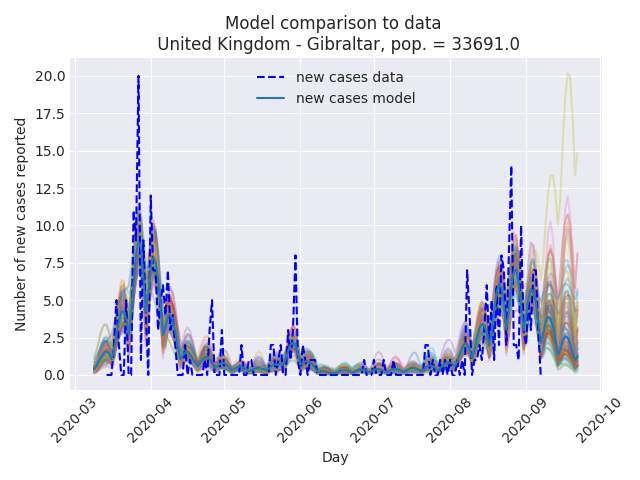 Model comparison to data
United Kingdom - Gibraltar, pop. = 33691.0
new cases data
new cases model
Number of new cases reported
20.0
17.5
15.0
12.5
10.0
7.5
5.0
2.5
0.0
2020-03
2020-04
2020-05
2020-06
2020-07
2020-08
2020-09
2020-10
Day